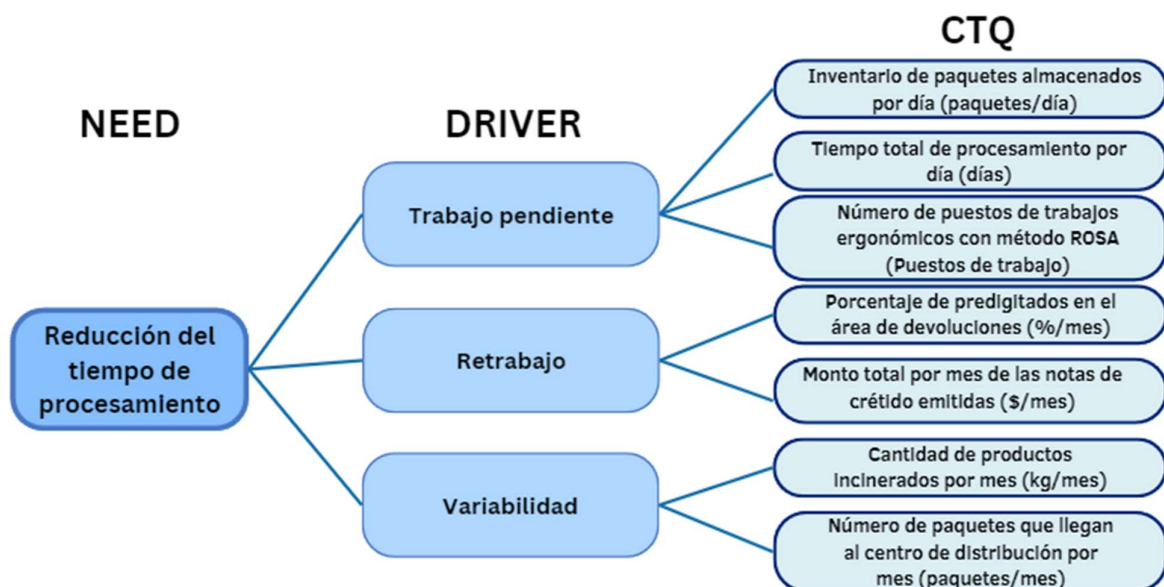 CTQ
NEED
DRIVER
Inventario de paquetes almacenados
por día (paquetes/día)
Tiempo total de procesamiento por
día (días)
Trabajo pendiente
Número de puestos de trabajos
ergonómicos con método ROSA
(Puestos de trabajo)
Reducción del
tiempo de
procesamiento
Porcentaje de predigitados en el
área de devoluciones (%/mes)
Retrabajo
Monto total por mes de las notas de
crétido emitidas ($/mes)
Cantidad de productos
incinerados por mes (kg/mes)
Variabilidad
Número de paquetes que llegan
al centro de distribución por
mes (paquetes/mes)